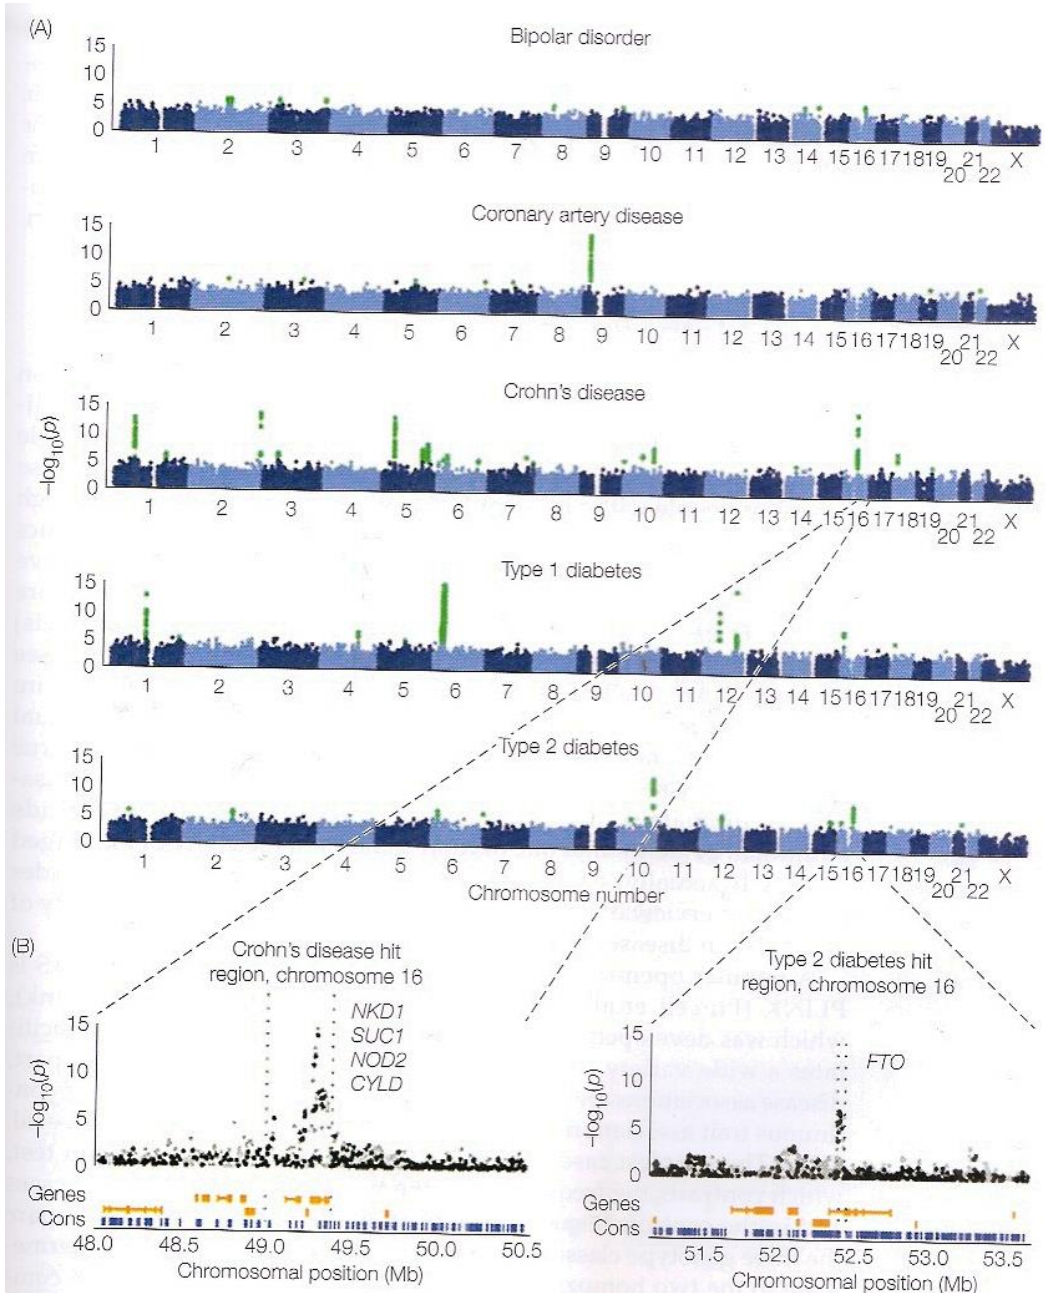 (A)
Bipolar disorder
15
10
5
0
1 2 3 4 5 6 7 8 9 10 11 12 13 14 15 16 17 18 19 20 21 22 X
Coronary artery disease
15
10
5
0
1 2 3 4 5 6 7 8 9 10 11 12 13 14 15 16 17 18 19 20 21 22 X
Crohn's disease
–log10(p)
15
10
5
0
1 2 3 4 5 6 7 8 9 10 11 12 13 14 15 16 17 18 19 20 21 22 X
Type 1 diabetes
15
10
5
0
1 2 3 4 5 6 7 8 9 10 11 12 13 14 15 16 17 18 19 20 21 22 X
Type 2 diabetes
15
10
5
0
1 2 3 4 5 6 7 8 9 10 11 12 13 14 15 16 17 18 19 20 21 22 X
Chromosome number
(B)
Crohn's disease hit
region, chromosome 16
NKD1
SUC1
NOD2
CYLD
–log10(p)
15
10
5
0
Genes
Cons
48.0 48.5 49.0 49.5 50.0 50.5
Chromosomal position (Mb)
Type 2 diabetes hit
region, chromosome 16
FTO
–log10(p)
15
10
5
0
Genes
Cons
51.5 52.0 52.5 53.0 53.5
Chromosomal position (Mb)